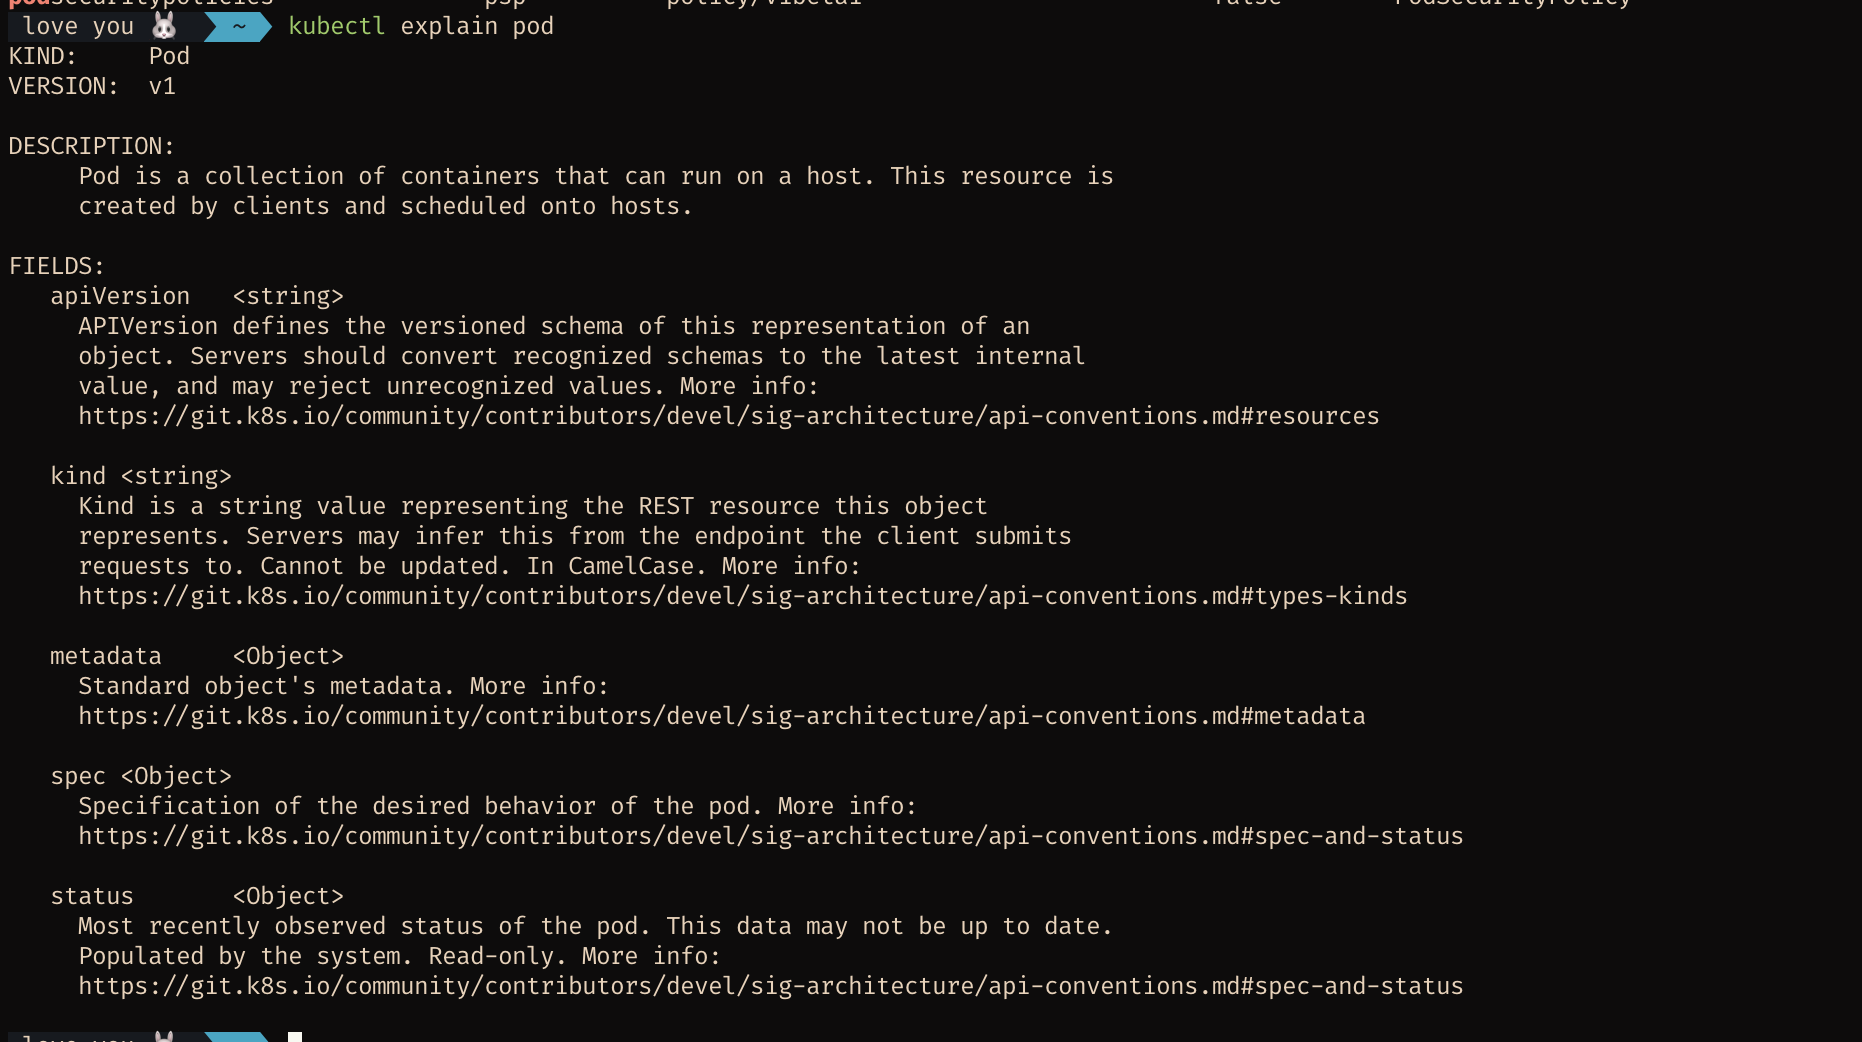 podsecuritypolicies psp policy/v1beta1 false PodSecurityPolicy
love you 🐰 ~ kubectl explain pod
KIND:     Pod
VERSION:  v1
DESCRIPTION:
Pod is a collection of containers that can run on a host. This resource is
created by clients and scheduled onto hosts.
FIELDS:
apiVersion   <string>
APIVersion defines the versioned schema of this representation of an
object. Servers should convert recognized schemas to the latest internal
value, and may reject unrecognized values. More info:
https://git.k8s.io/community/contributors/devel/sig-architecture/api-conventions.md#resources
kind <string>
Kind is a string value representing the REST resource this object
represents. Servers may infer this from the endpoint the client submits
requests to. Cannot be updated. In CamelCase. More info:
https://git.k8s.io/community/contributors/devel/sig-architecture/api-conventions.md#types-kinds
metadata     <Object>
Standard object's metadata. More info:
https://git.k8s.io/community/contributors/devel/sig-architecture/api-conventions.md#metadata
spec <Object>
Specification of the desired behavior of the pod. More info:
https://git.k8s.io/community/contributors/devel/sig-architecture/api-conventions.md#spec-and-status
status       <Object>
Most recently observed status of the pod. This data may not be up to date.
Populated by the system. Read-only. More info:
https://git.k8s.io/community/contributors/devel/sig-architecture/api-conventions.md#spec-and-status
love you 🐰